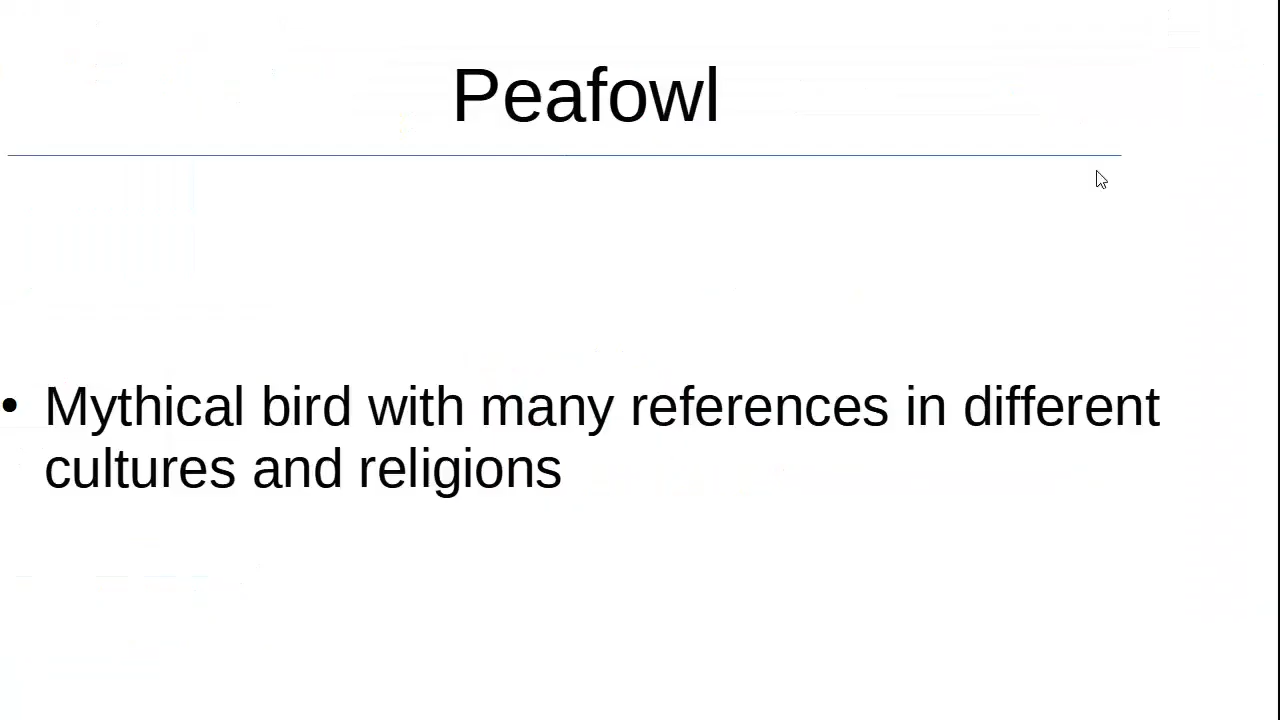 Peafowl
• Mythical bird with many references in different
cultures and religions